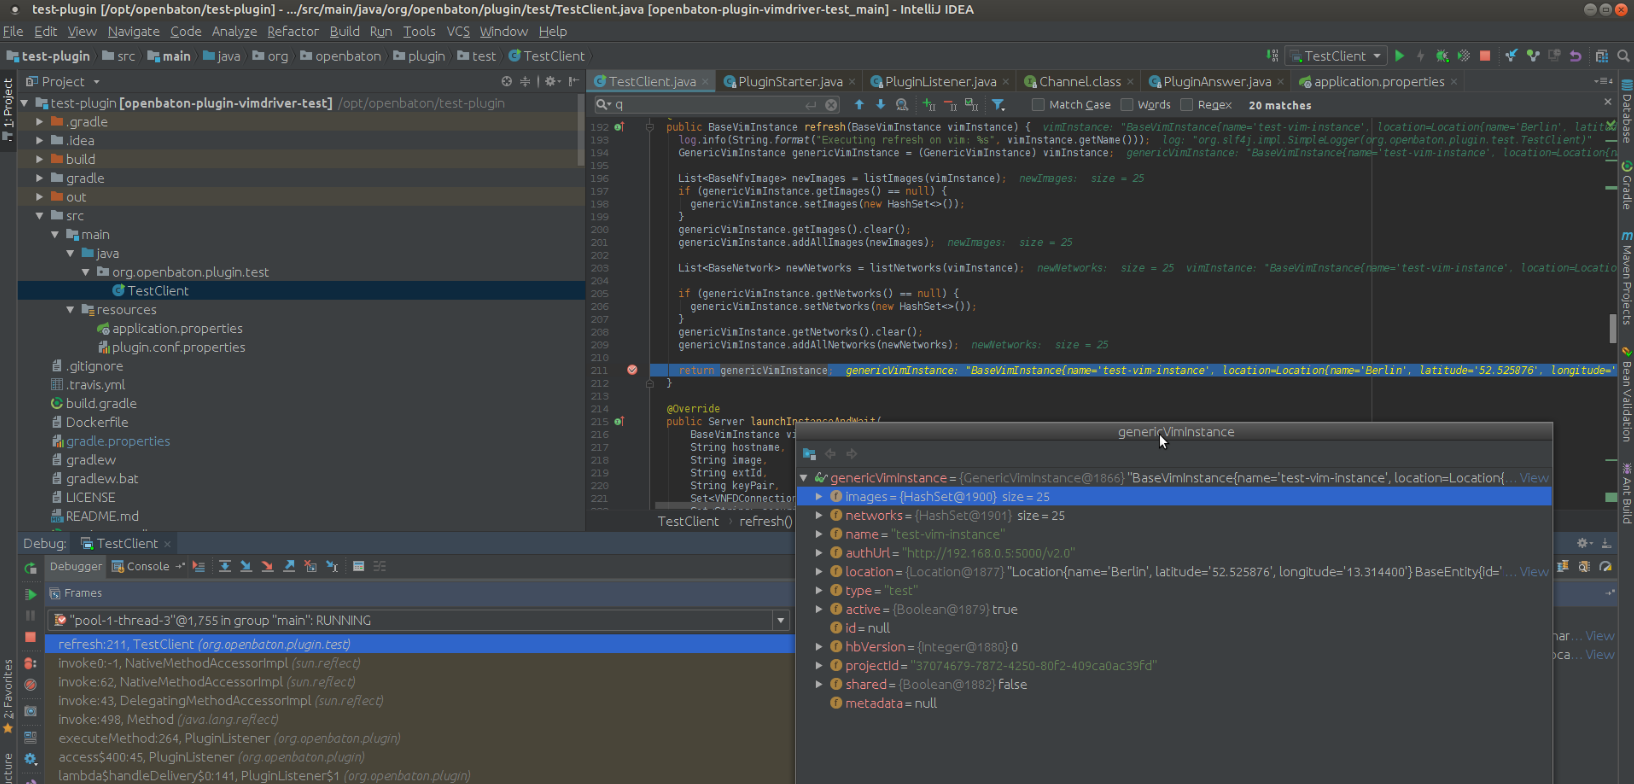 test-plugin [/opt/openbaton/test-plugin] - .../src/main/java/org/openbaton/plugin/test/TestClient.java [openbaton-plugin-vimdriver-test_main] - IntelliJ IDEA
File Edit View Navigate Code Analyze Refactor Build Run Tools VCS Window Help
test-plugin src main java org openbaton plugin test TestClient
TestClient
Project
TestClient.java PluginStarter.java PluginListener.java Channel.class PluginAnswer.java application.properties
q Match Case Words Regex 20 matches
test-plugin [openbaton-plugin-vimdriver-test] /opt/openbaton/test-plugin
.gradle
.idea
build
gradle
out
src
main
java
org.openbaton.plugin.test
TestClient
resources
application.properties
plugin.conf.properties
.gitignore
.travis.yml
build.gradle
Dockerfile
gradle.properties
gradlew
gradlew.bat
LICENSE
README.md
192 public BaseVimInstance refresh(BaseVimInstance vimInstance) { vimInstance: "BaseVimInstance{name='test-vim-instance', location=Location{name='Berlin', latitu
193 log.info(String.format("Executing refresh on vim: %s", vimInstance.getName())); log: "org.slf4j.impl.SimpleLogger(org.openbaton.plugin.test.TestClient)"
194 GenericVimInstance genericVimInstance = (GenericVimInstance) vimInstance; genericVimInstance: "BaseVimInstance{name='test-vim-instance', location=Location{n
195
196 List<BaseNfvImage> newImages = listImages(vimInstance); newImages: size = 25
197 if (genericVimInstance.getImages() == null) {
198 genericVimInstance.setImages(new HashSet<>());
199 }
200 genericVimInstance.getImages().clear();
201 genericVimInstance.addAllImages(newImages); newImages: size = 25
202
203 List<BaseNetwork> newNetworks = listNetworks(vimInstance); newNetworks: size = 25 vimInstance: "BaseVimInstance{name='test-vim-instance', location=Locatio
204
205 if (genericVimInstance.getNetworks() == null) {
206 genericVimInstance.setNetworks(new HashSet<>());
207 }
208 genericVimInstance.getNetworks().clear();
209 genericVimInstance.addAllNetworks(newNetworks); newNetworks: size = 25
210
211 return genericVimInstance; genericVimInstance: "BaseVimInstance{name='test-vim-instance', location=Location{name='Berlin', latitude='52.525876', longitude='
212 }
213
214 @Override
215 public Server launchInstanceAndWait(
216 BaseVimInstance vi
217 String hostname,
218 String image,
219 String extId,
220 String keyPair,
221 Set<VNFDConnection
TestClient refresh()
genericVimInstance
genericVimInstance = {GenericVimInstance@1866} "BaseVimInstance{name='test-vim-instance', location=Location{... View
images = {HashSet@1900} size = 25
networks = {HashSet@1901} size = 25
name = "test-vim-instance"
authUrl = "http://192.168.0.5:5000/v2.0"
location = {Location@1877} "Location{name='Berlin', latitude='52.525876', longitude='13.314400'} BaseEntity{id='... View
type = "test"
active = {Boolean@1879} true
id = null
hbVersion = {Integer@1880} 0
projectId = "37074679-7872-4250-80f2-409ca0ac39fd"
shared = {Boolean@1882} false
metadata = null
Debug: TestClient
Debugger Console
Frames
"pool-1-thread-3"@1,755 in group "main": RUNNING
refresh:211, TestClient (org.openbaton.plugin.test)
invoke0:-1, NativeMethodAccessorImpl (sun.reflect)
invoke:62, NativeMethodAccessorImpl (sun.reflect)
invoke:43, DelegatingMethodAccessorImpl (sun.reflect)
invoke:498, Method (java.lang.reflect)
executeMethod:264, PluginListener (org.openbaton.plugin)
access$400:45, PluginListener (org.openbaton.plugin)
lambda$handleDelivery$0:141, PluginListener$1 (org.openbaton.plugin)
nar... View
oca... View
1: Project
2: Favorites
cture
Database
Gradle
Maven Projects
Bean Validation
Ant Build